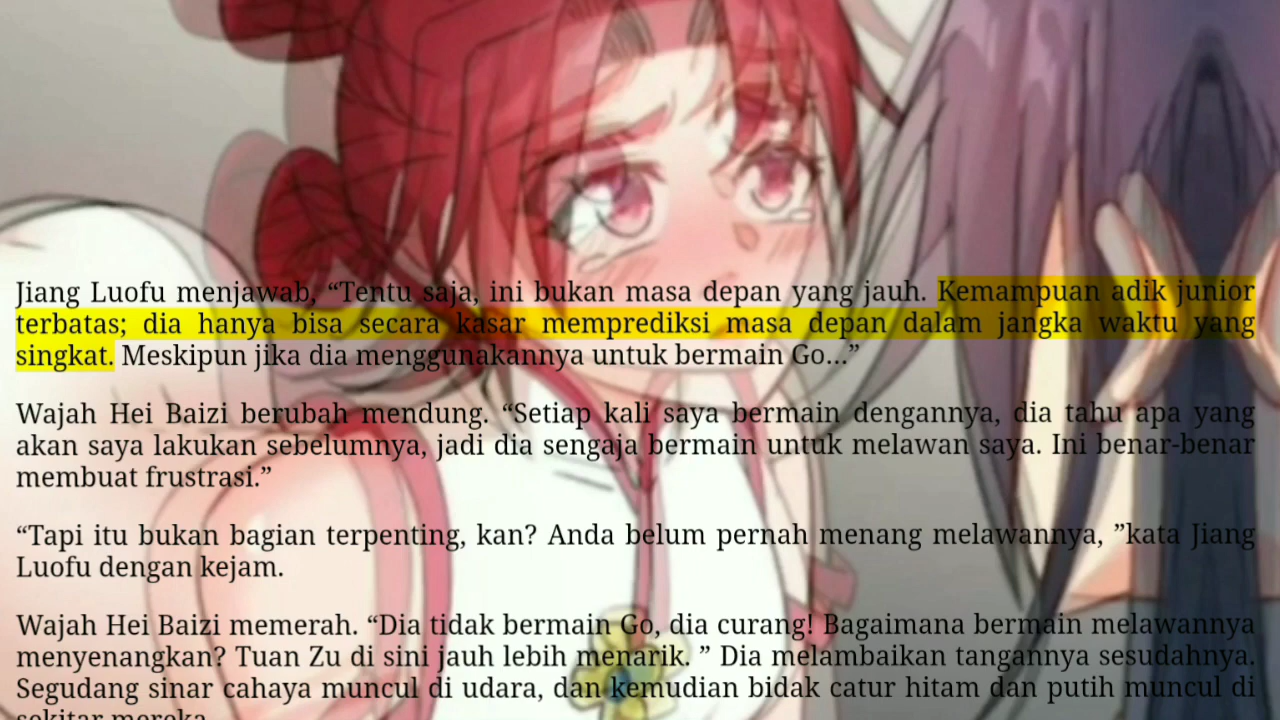 Jiang Luofu menjawab, “Tentu saja, ini bukan masa depan yang jauh. Kemampuan adik junior
terbatas; dia hanya bisa secara kasar memprediksi masa depan dalam jangka waktu yang
singkat. Meskipun jika dia menggunakannya untuk bermain Go...”
Wajah Hei Baizi berubah mendung. “Setiap kali saya bermain dengannya, dia tahu apa yang
akan saya lakukan sebelumnya, jadi dia sengaja bermain untuk melawan saya. Ini benar-benar
membuat frustrasi.”
“Tapi itu bukan bagian terpenting, kan? Anda belum pernah menang melawannya, ”kata Jiang
Luofu dengan kejam.
Wajah Hei Baizi memerah. “Dia tidak bermain Go, dia curang! Bagaimana bermain melawannya
menyenangkan? Tuan Zu di sini jauh lebih menarik. ” Dia melambaikan tangannya sesudahnya.
Segudang sinar cahaya muncul di udara, dan kemudian bidak catur hitam dan putih muncul di
sekitar mereka.